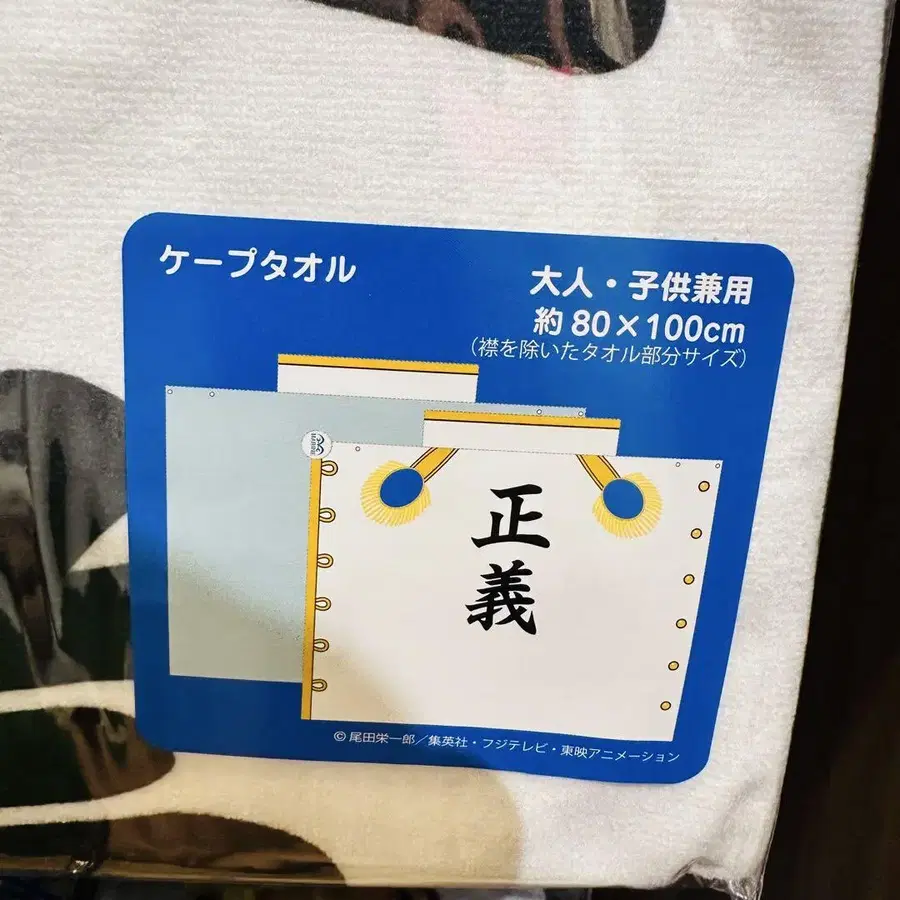 ケープタオル
大人・子供兼用
約80×100cm
(襟を除いたタオル部分サイズ)
正
義
© 尾田栄一郎／集英社・フジテレビ・東映アニメーション